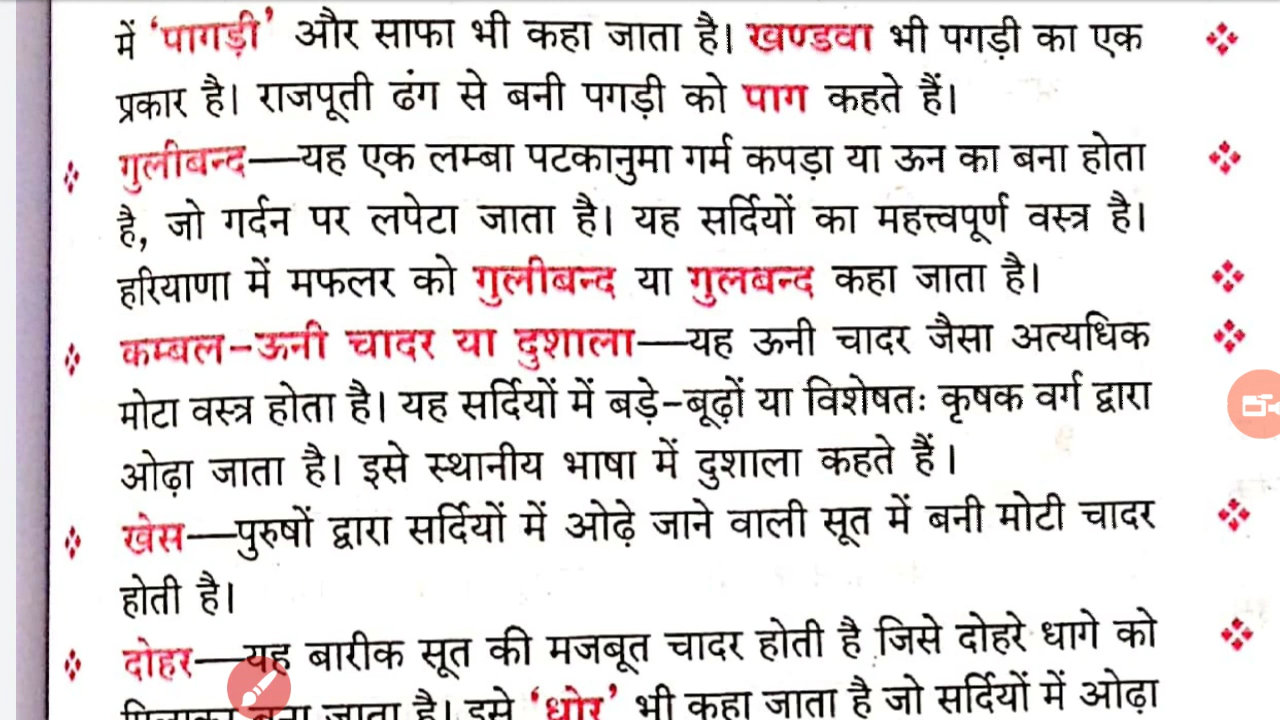 में ‘पागड़ी’ और साफा भी कहा जाता है। खण्डवा भी पगड़ी का एक
प्रकार है। राजपूती ढंग से बनी पगड़ी को पाग कहते हैं।
गुलीबन्द—यह एक लम्बा पटकानुमा गर्म कपड़ा या ऊन का बना होता
है, जो गर्दन पर लपेटा जाता है। यह सर्दियों का महत्त्वपूर्ण वस्त्र है।
हरियाणा में मफलर को गुलीबन्द या गुलबन्द कहा जाता है।
कम्बल-ऊनी चादर या दुशाला—यह ऊनी चादर जैसा अत्यधिक
मोटा वस्त्र होता है। यह सर्दियों में बड़े-बूढ़ों या विशेषतः कृषक वर्ग द्वारा
ओढ़ा जाता है। इसे स्थानीय भाषा में दुशाला कहते हैं।
खेस—पुरुषों द्वारा सर्दियों में ओढ़े जाने वाली सूत में बनी मोटी चादर
होती है।
दोहर—यह बारीक सूत की मजबूत चादर होती है जिसे दोहरे धागे को
जाता है। इसे ‘धोर’ भी कहा जाता है जो सर्दियों में ओढ़ा